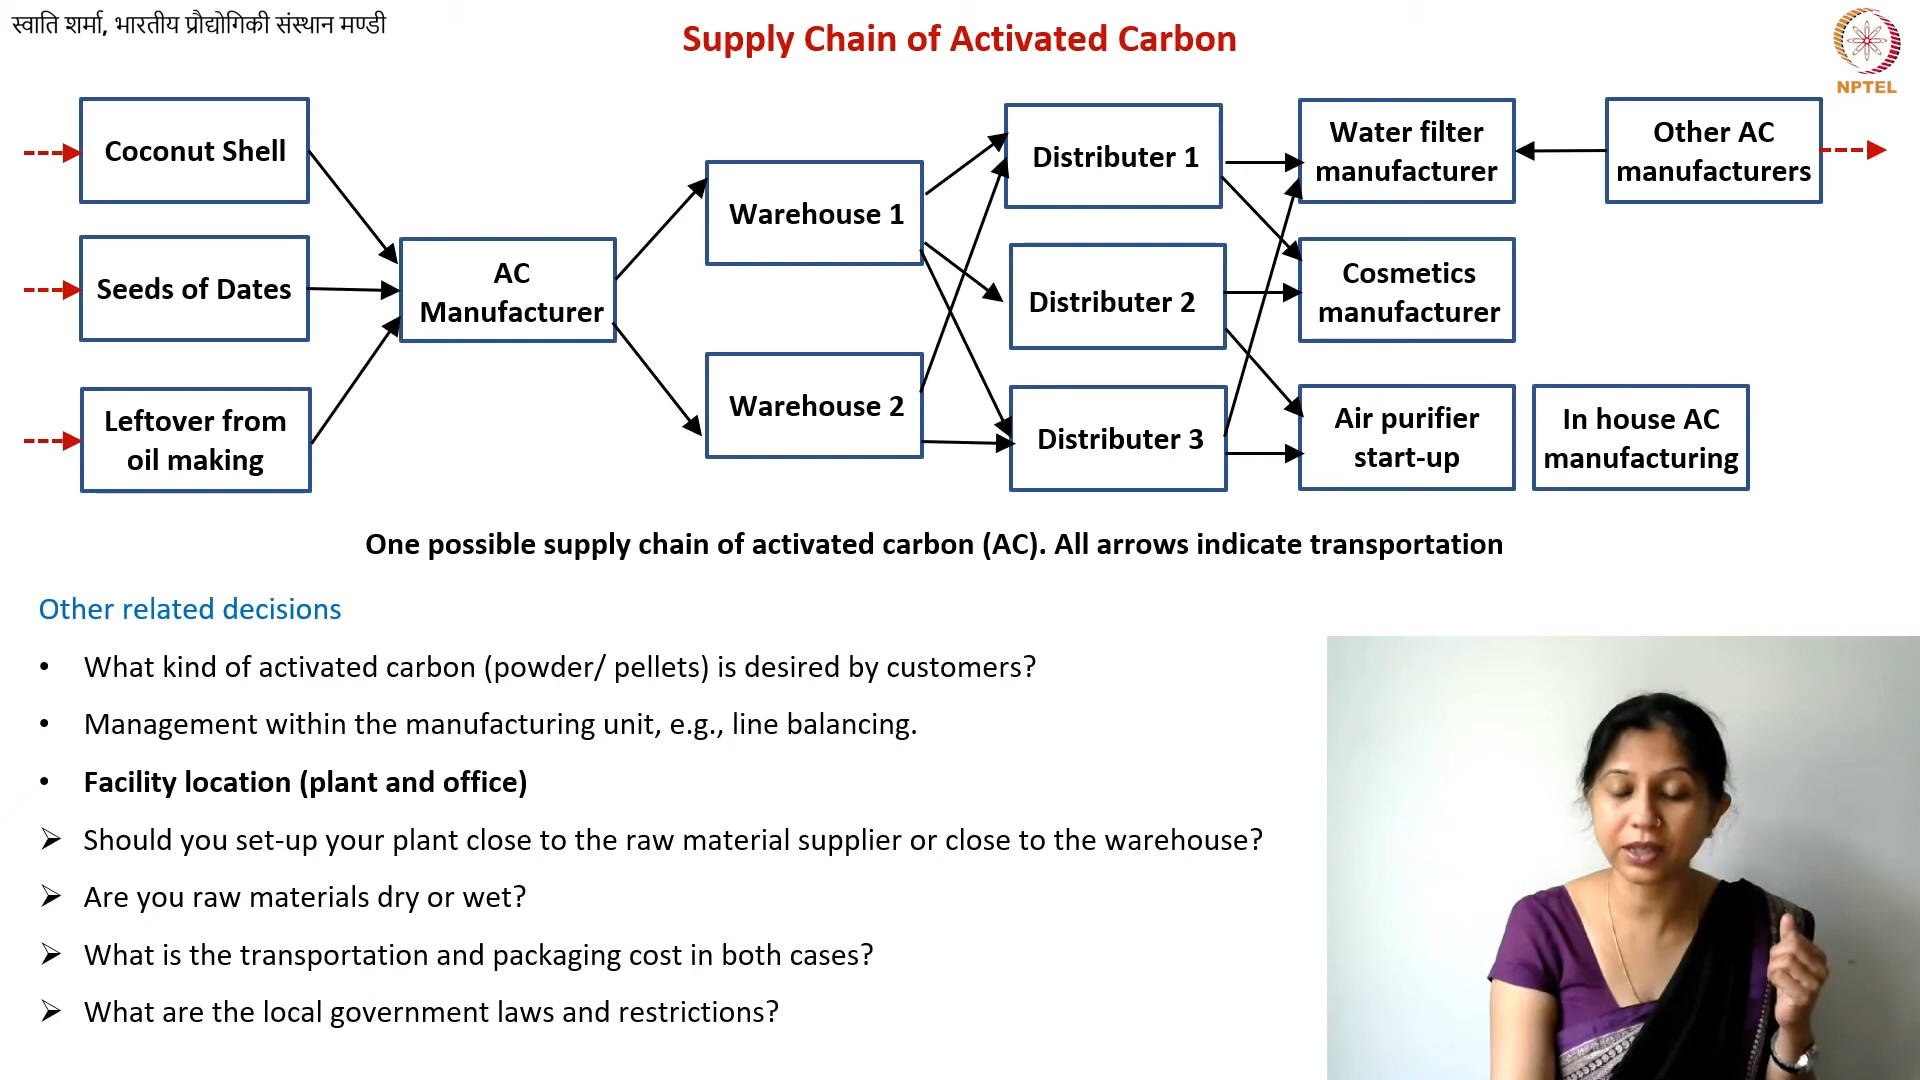 स्वाति शर्मा, भारतीय प्रौद्योगिकी संस्थान मण्डी
Supply Chain of Activated Carbon
NPTEL
Coconut Shell
Seeds of Dates
Leftover from
oil making
AC
Manufacturer
Warehouse 1
Warehouse 2
Distributer 1
Distributer 2
Distributer 3
Water filter
manufacturer
Cosmetics
manufacturer
Air purifier
start-up
Other AC
manufacturers
In house AC
manufacturing
One possible supply chain of activated carbon (AC). All arrows indicate transportation
Other related decisions
• What kind of activated carbon (powder/ pellets) is desired by customers?
• Management within the manufacturing unit, e.g., line balancing.
• Facility location (plant and office)
➢ Should you set-up your plant close to the raw material supplier or close to the warehouse?
➢ Are you raw materials dry or wet?
➢ What is the transportation and packaging cost in both cases?
➢ What are the local government laws and restrictions?